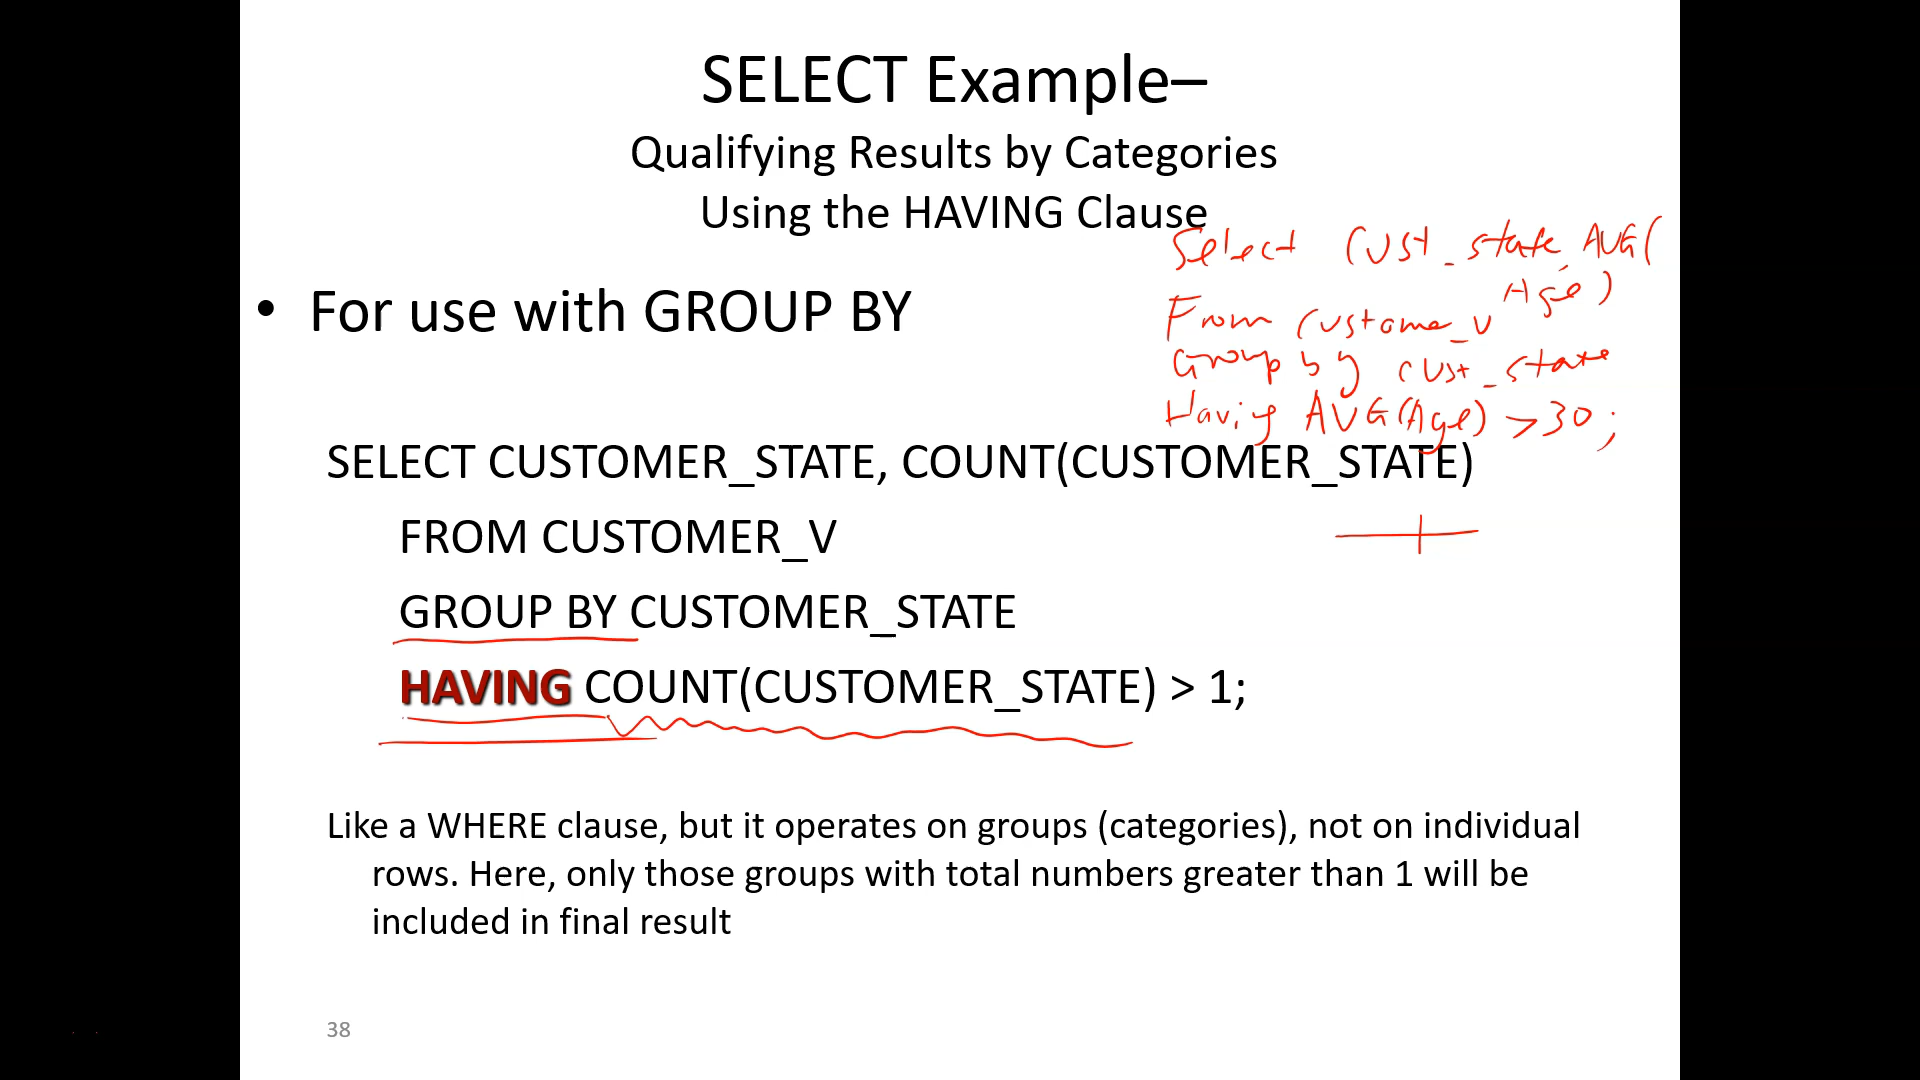 SELECT Example–
Qualifying Results by Categories
Using the HAVING Clause
Select Cust_state, AVG(
Age)
From Custome_v
Group by Cust_state
Having AVG(Age) >30;
• For use with GROUP BY
SELECT CUSTOMER_STATE, COUNT(CUSTOMER_STATE)
FROM CUSTOMER_V
GROUP BY CUSTOMER_STATE
HAVING COUNT(CUSTOMER_STATE) > 1;
Like a WHERE clause, but it operates on groups (categories), not on individual
rows. Here, only those groups with total numbers greater than 1 will be
included in final result
38